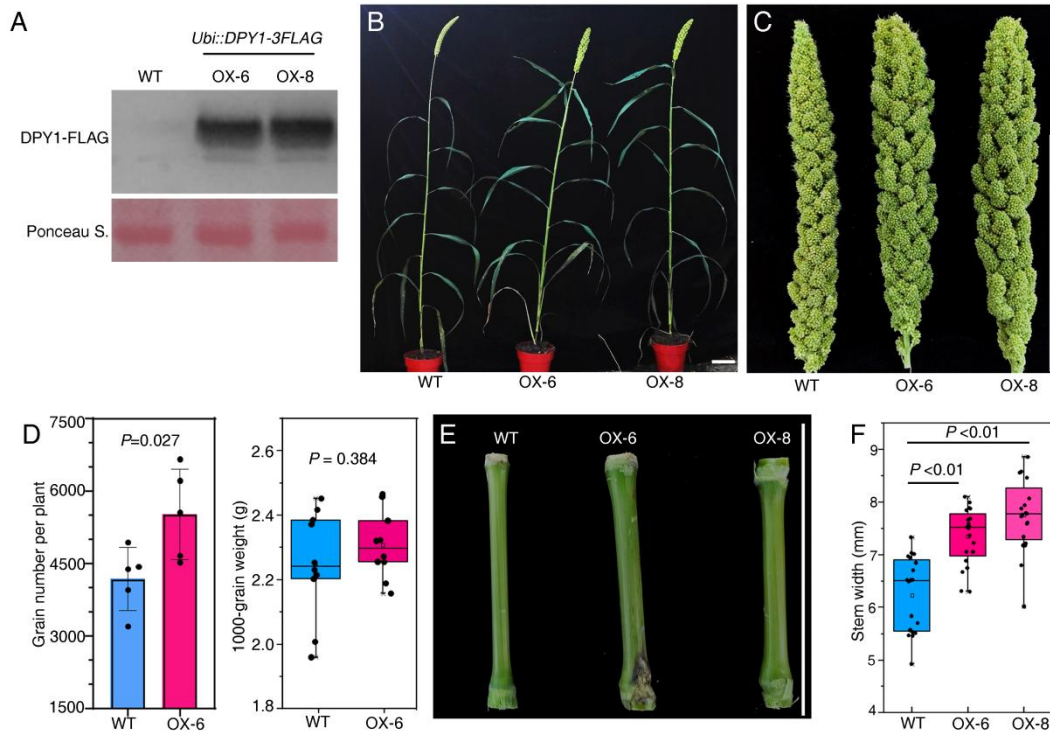 A
Ubi::DPY1-3FLAG
WT OX-6 OX-8
DPY1-FLAG
Ponceau S.
B
WT OX-6 OX-8
C
WT OX-6 OX-8
D
Grain number per plant
7500
6000
4500
3000
1500
P=0.027
WT OX-6
1000-grain weight (g)
2.6
2.4
2.2
2.0
1.8
P = 0.384
WT OX-6
E
WT OX-6 OX-8
F
Stem width (mm)
9
8
7
6
5
4
P <0.01
P <0.01
WT OX-6 OX-8